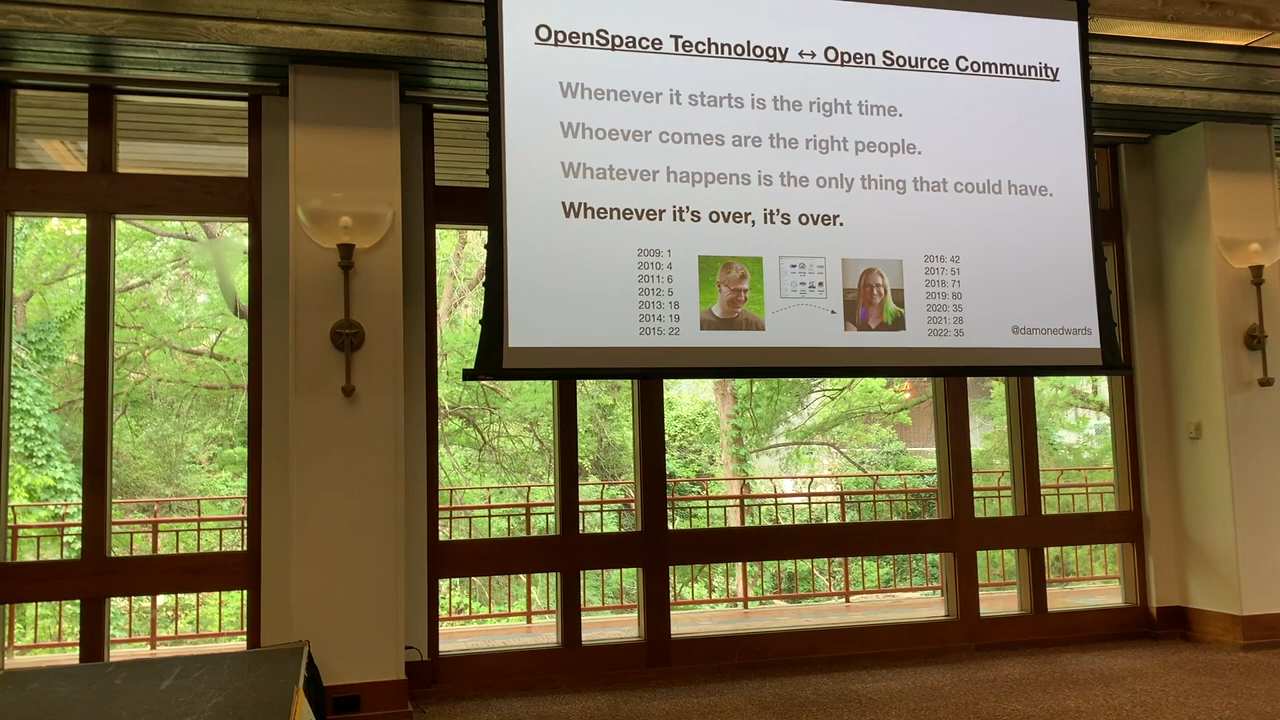 OpenSpace Technology ↔ Open Source Community
Whenever it starts is the right time.
Whoever comes are the right people.
Whatever happens is the only thing that could have.
Whenever it's over, it's over.
2009: 1
2010: 4
2011: 6
2012: 5
2013: 18
2014: 19
2015: 22
2016: 42
2017: 51
2018: 71
2019: 80
2020: 35
2021: 28
2022: 35
@damonedwards